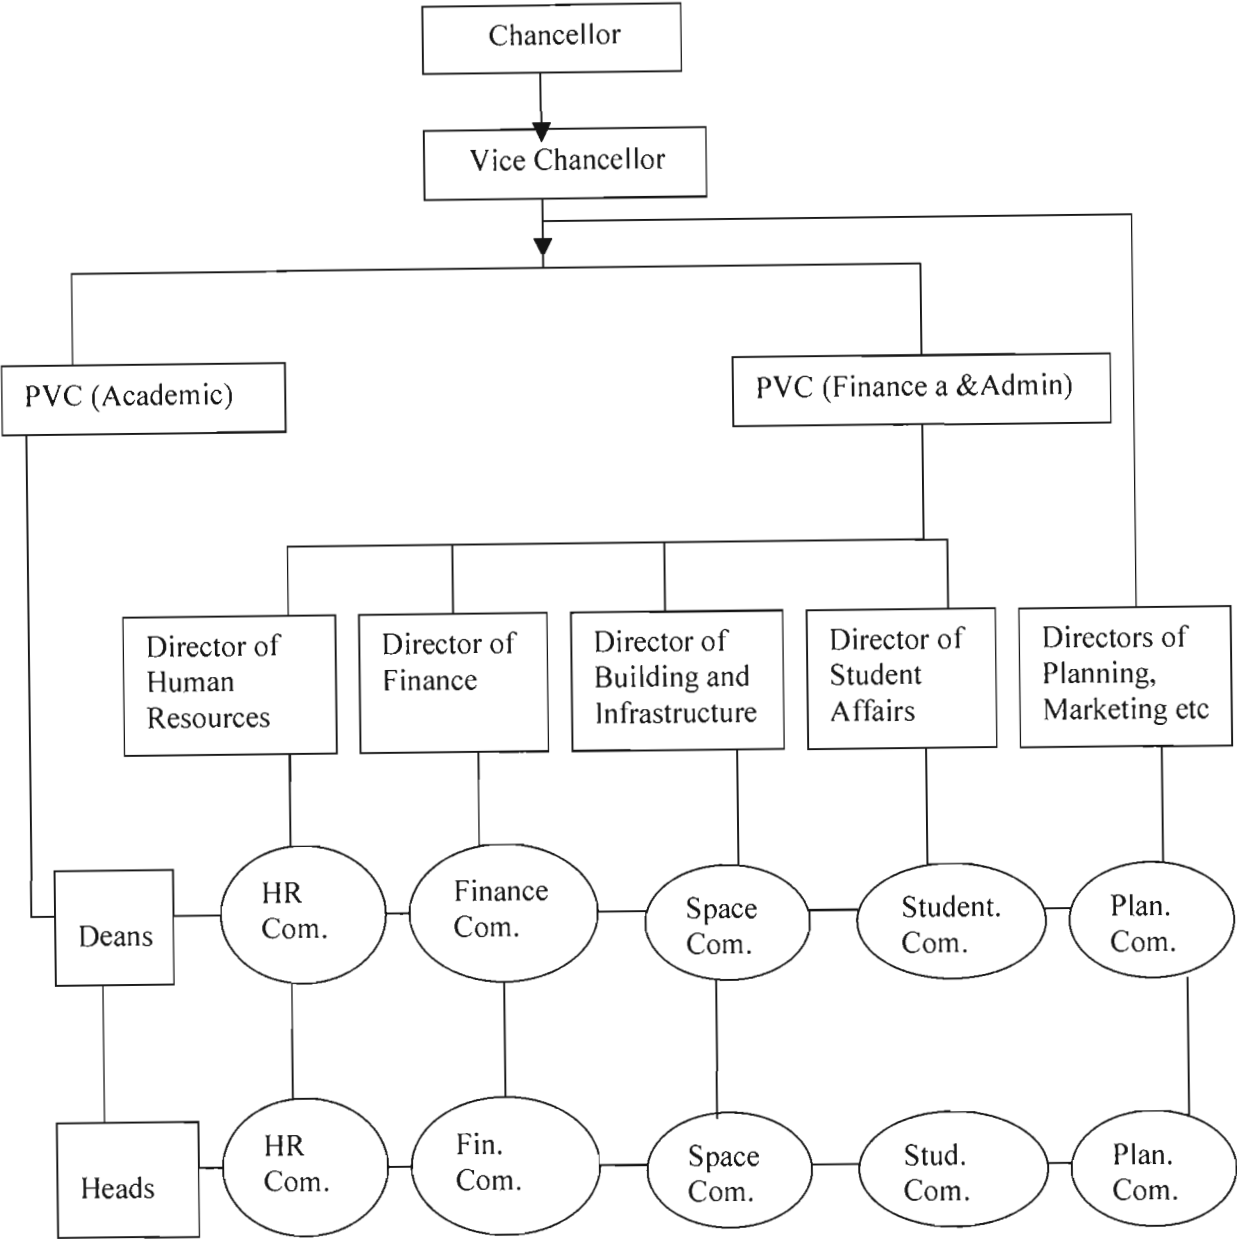 Chancellor
Vice Chancellor
PVC (Academic)
PVC (Finance a &Admin)
Director of
Human
Resources
Director of
Finance
Director of
Building and
Infrastructure
Director of
Student
Affairs
Directors of
Planning,
Marketing etc
Deans
HR
Com.
Finance
Com.
Space
Com.
Student.
Com.
Plan.
Com.
Heads
HR
Com.
Fin.
Com.
Space
Com.
Stud.
Com.
Plan.
Com.